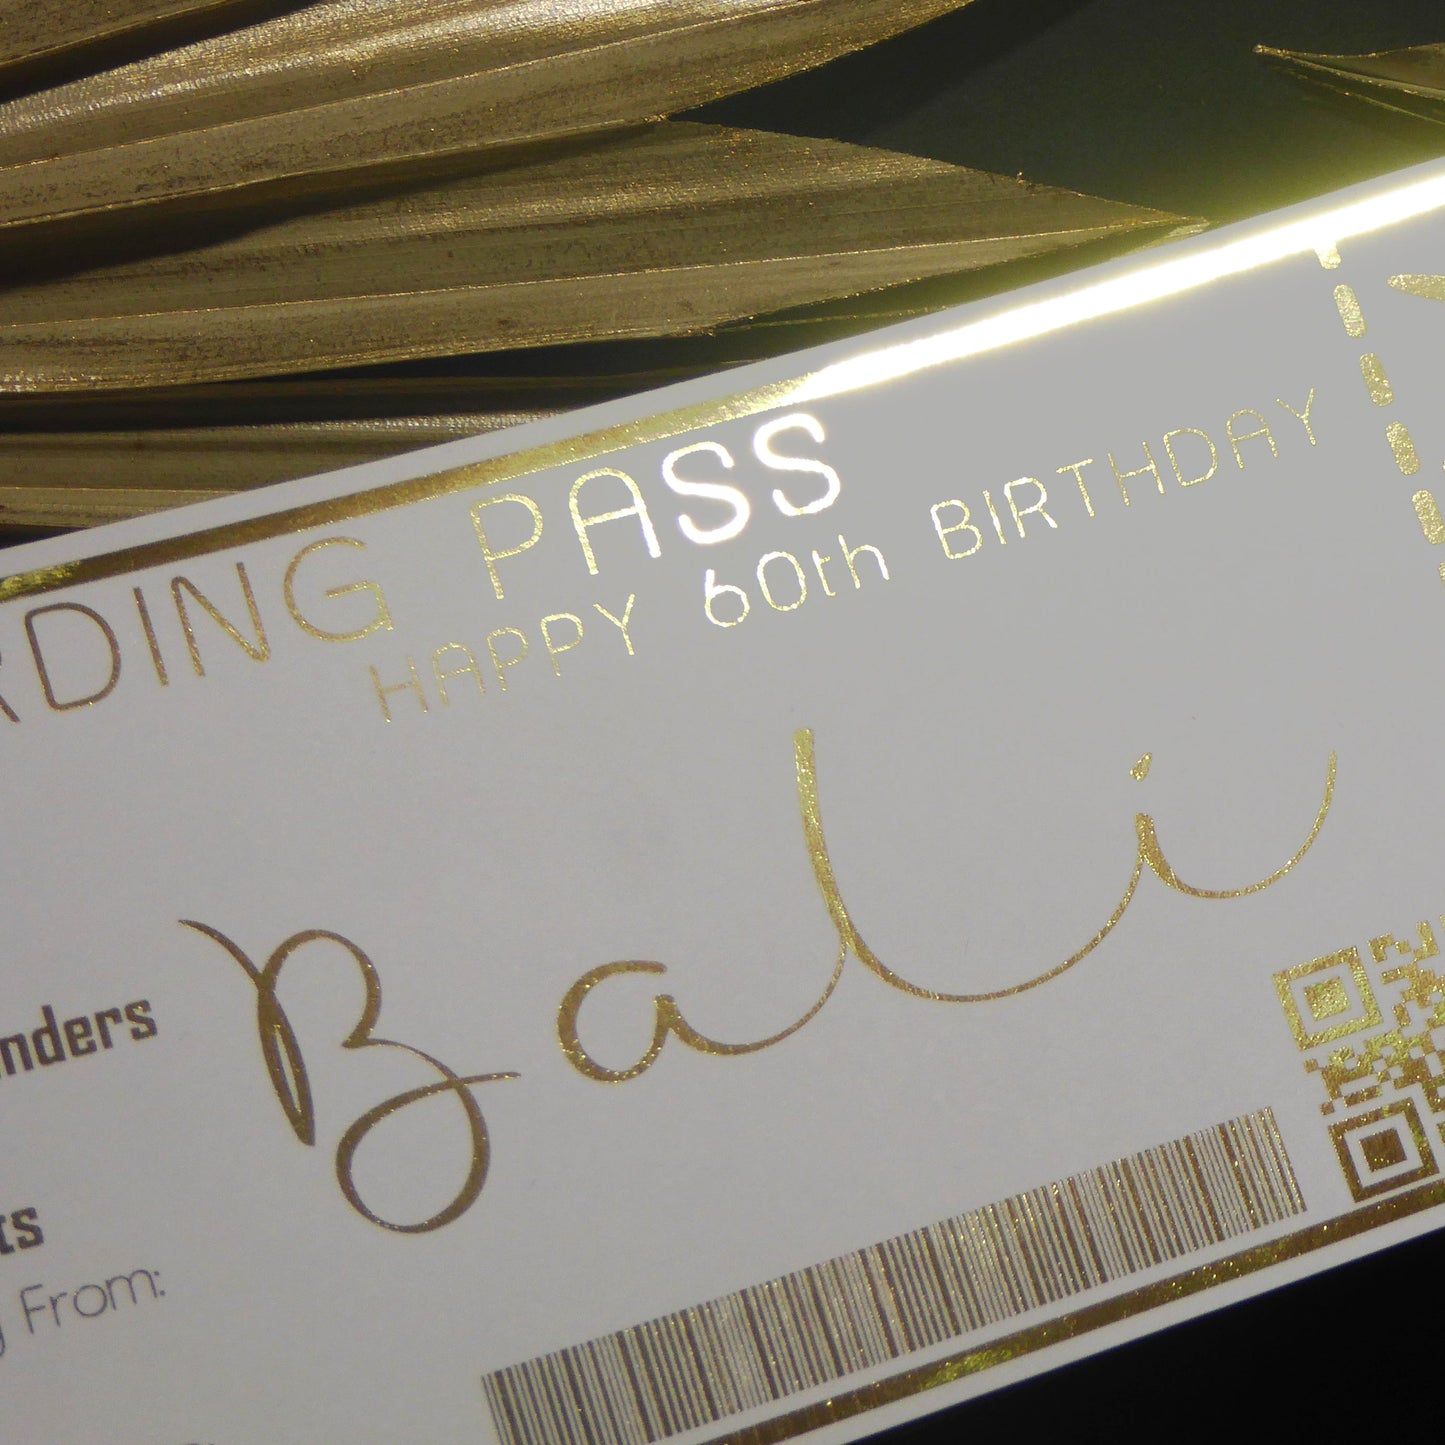 RDING PASS
HAPPY 60th BIRTHDAY
Bali
nders
ts
From: